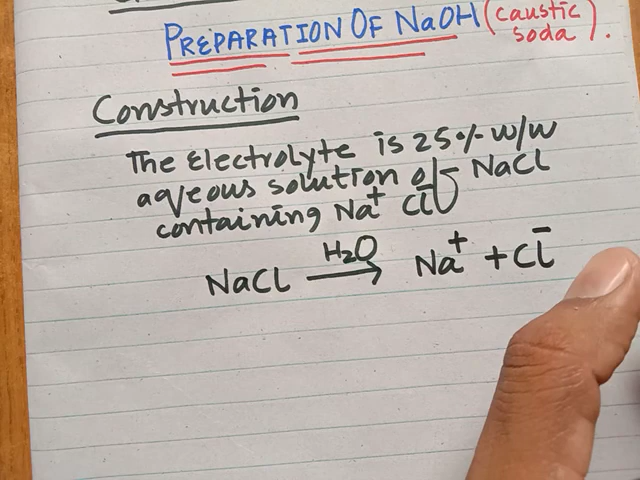 PREPARATION OF NaOH (caustic soda).
Construction
The Electrolyte is 25% w/w
aqeous solution of NaCl
containing Na⁺ Cl⁻
NaCl H₂O → Na⁺ + Cl⁻